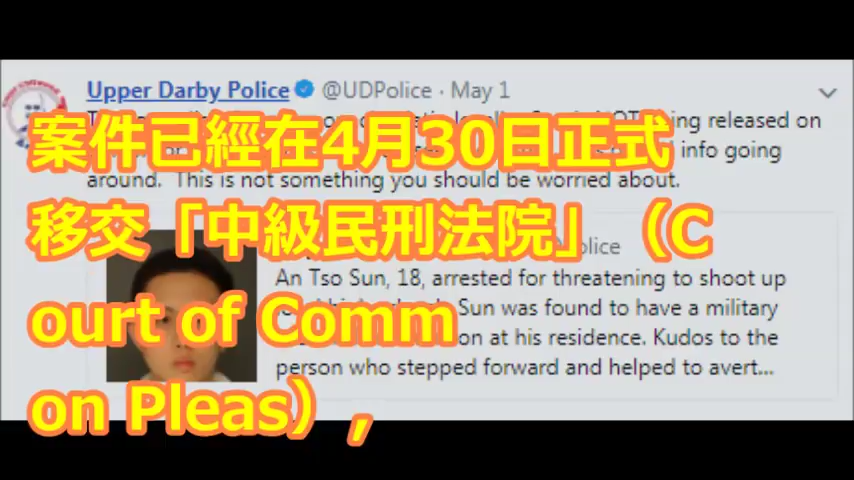 Upper Darby Police @UDPolice · May 1
ing released on
info going
around. This is not something you should be worried about.
案件已經在4月30日正式
移交「中級民刑法院」（C
ourt of Comm
on Pleas）,
olice
An Tso Sun, 18, arrested for threatening to shoot up
Sun was found to have a military
on at his residence. Kudos to the
person who stepped forward and helped to avert...